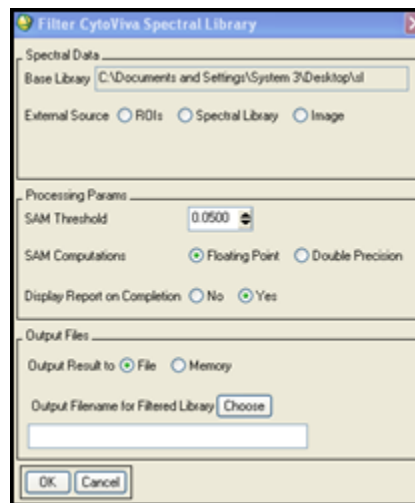 Filter CytoViva Spectral Library
Spectral Data
Base Library C:\Documents and Settings\System 3\Desktop\sl
External Source ROIs Spectral Library Image
Processing Params
SAM Threshold 0.0500
SAM Computations Floating Point Double Precision
Display Report on Completion No Yes
Output Files
Output Result to File Memory
Output Filename for Filtered Library Choose
OK Cancel